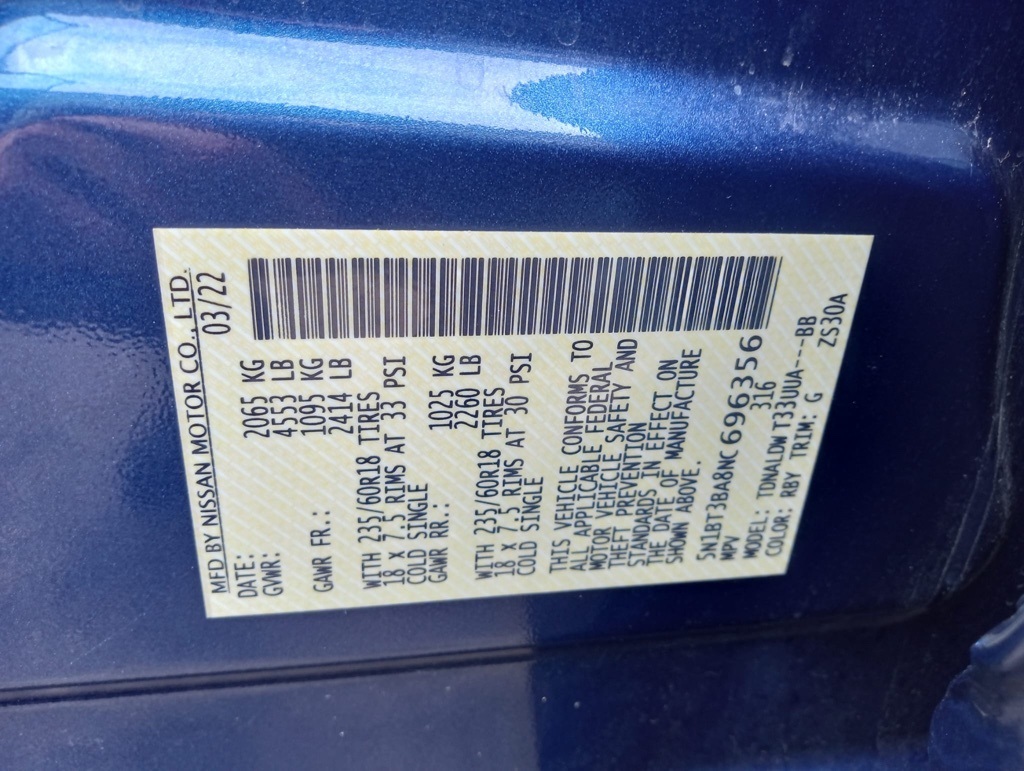 MFD BY NISSAN MOTOR CO., LTD.
DATE: 03/22
GVWR: 2065 KG
4553 LB
GAWR FR.: 1095 KG
2414 LB
WITH 235/60R18 TIRES
18 X 7.5 RIMS AT 33 PSI
COLD SINGLE
GAWR RR.: 1025 KG
2260 LB
WITH 235/60R18 TIRES
18 X 7.5 RIMS AT 30 PSI
COLD SINGLE
THIS VEHICLE CONFORMS TO
ALL APPLICABLE FEDERAL
MOTOR VEHICLE SAFETY AND
THEFT PREVENTION
STANDARDS IN EFFECT ON
THE DATE OF MANUFACTURE
SHOWN ABOVE.
5N1BT3BA8NC696356
MPV 316
MODEL: TDNALDW T33UUA---BB
COLOR: RBY TRIM: G ZS30A